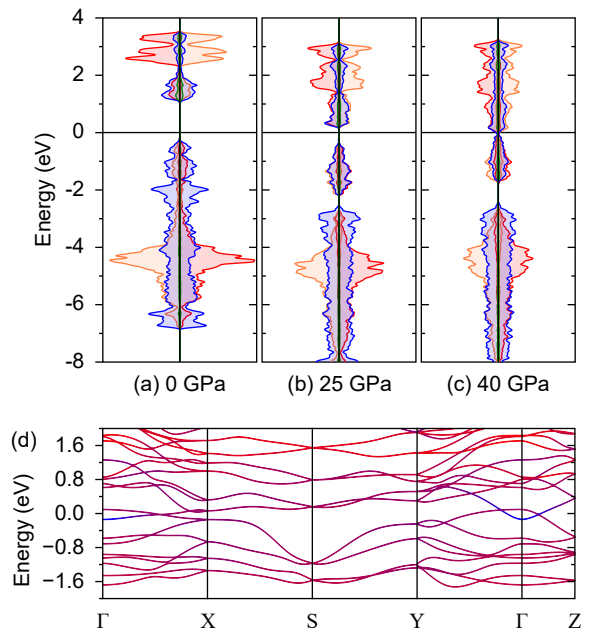 4
2
0
-2
-4
-6
-8
Energy (eV)
(a) 0 GPa
(b) 25 GPa
(c) 40 GPa
(d)
1.6
0.8
0.0
−0.8
−1.6
Energy (eV)
Γ X S Y Γ Z